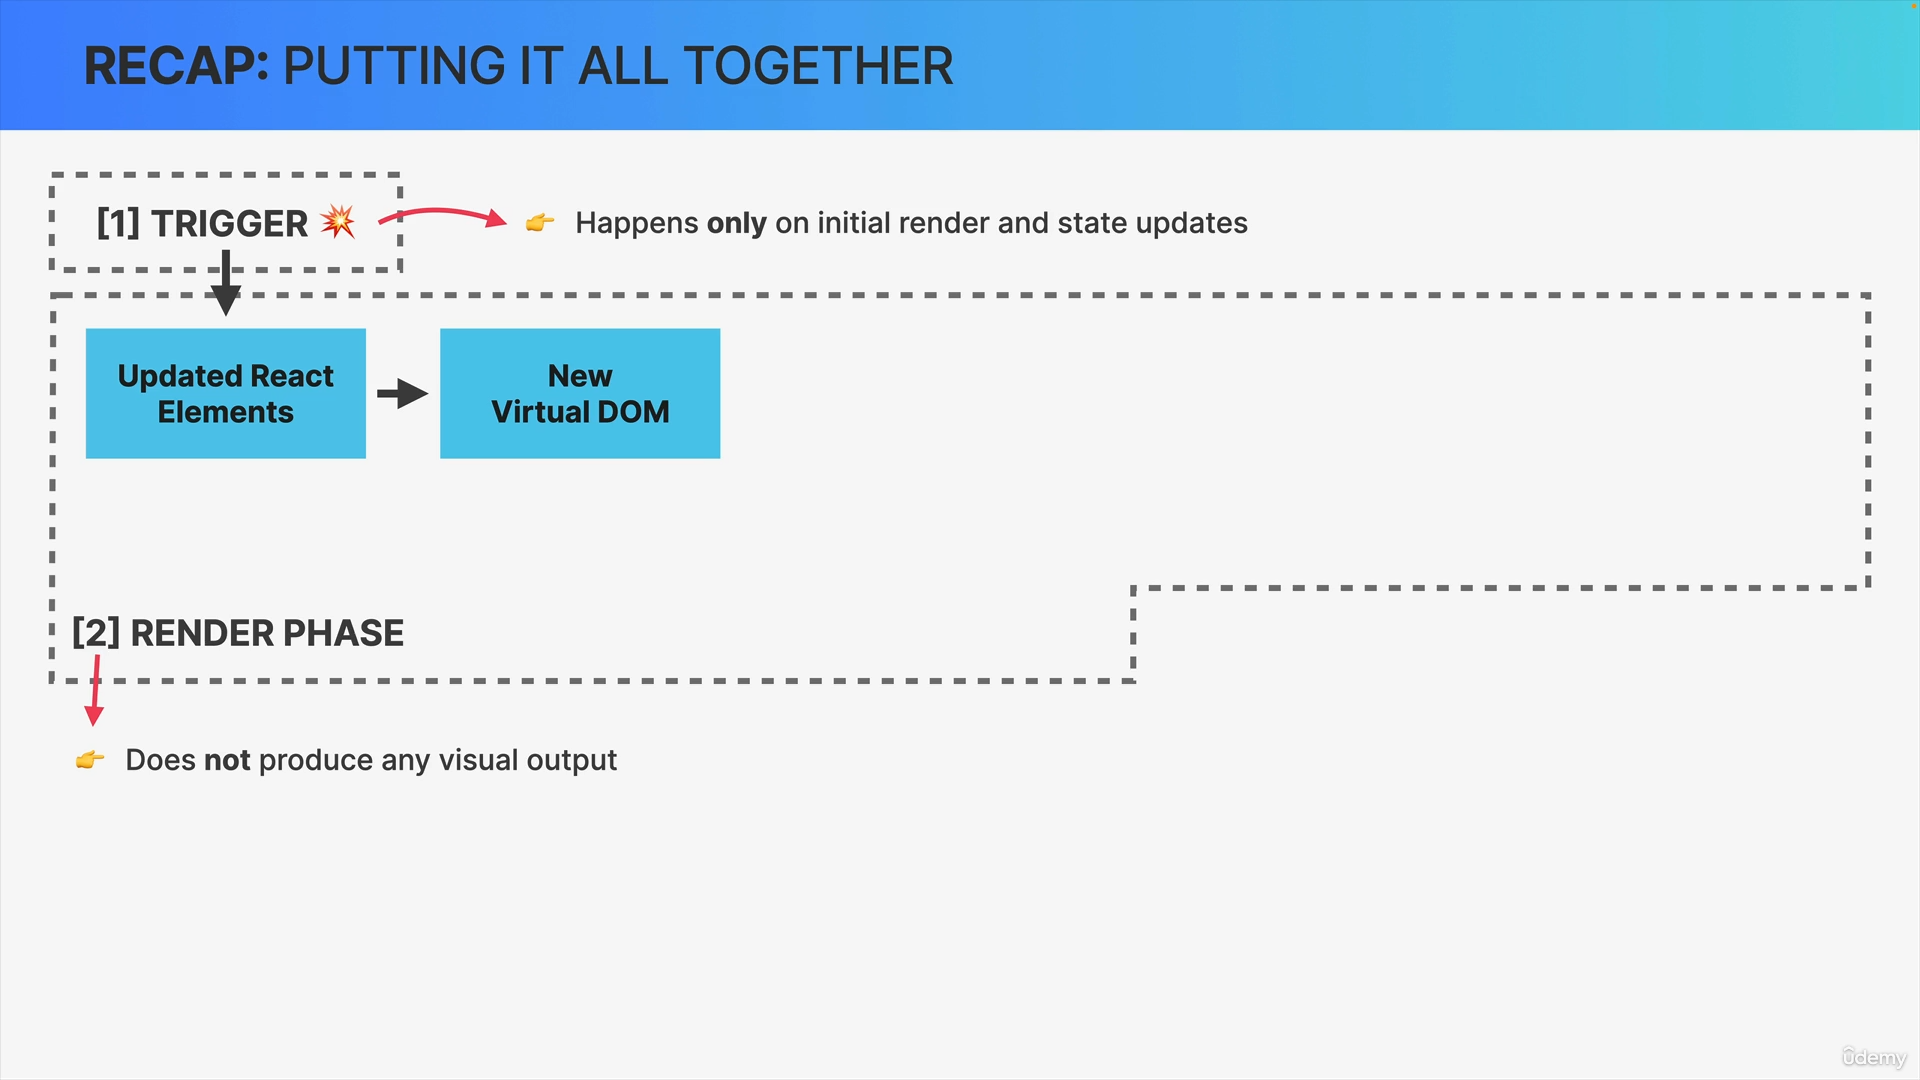 RECAP: PUTTING IT ALL TOGETHER
[1] TRIGGER 💥
👉 Happens only on initial render and state updates
Updated React
Elements
New
Virtual DOM
[2] RENDER PHASE
👉 Does not produce any visual output
ûdemy